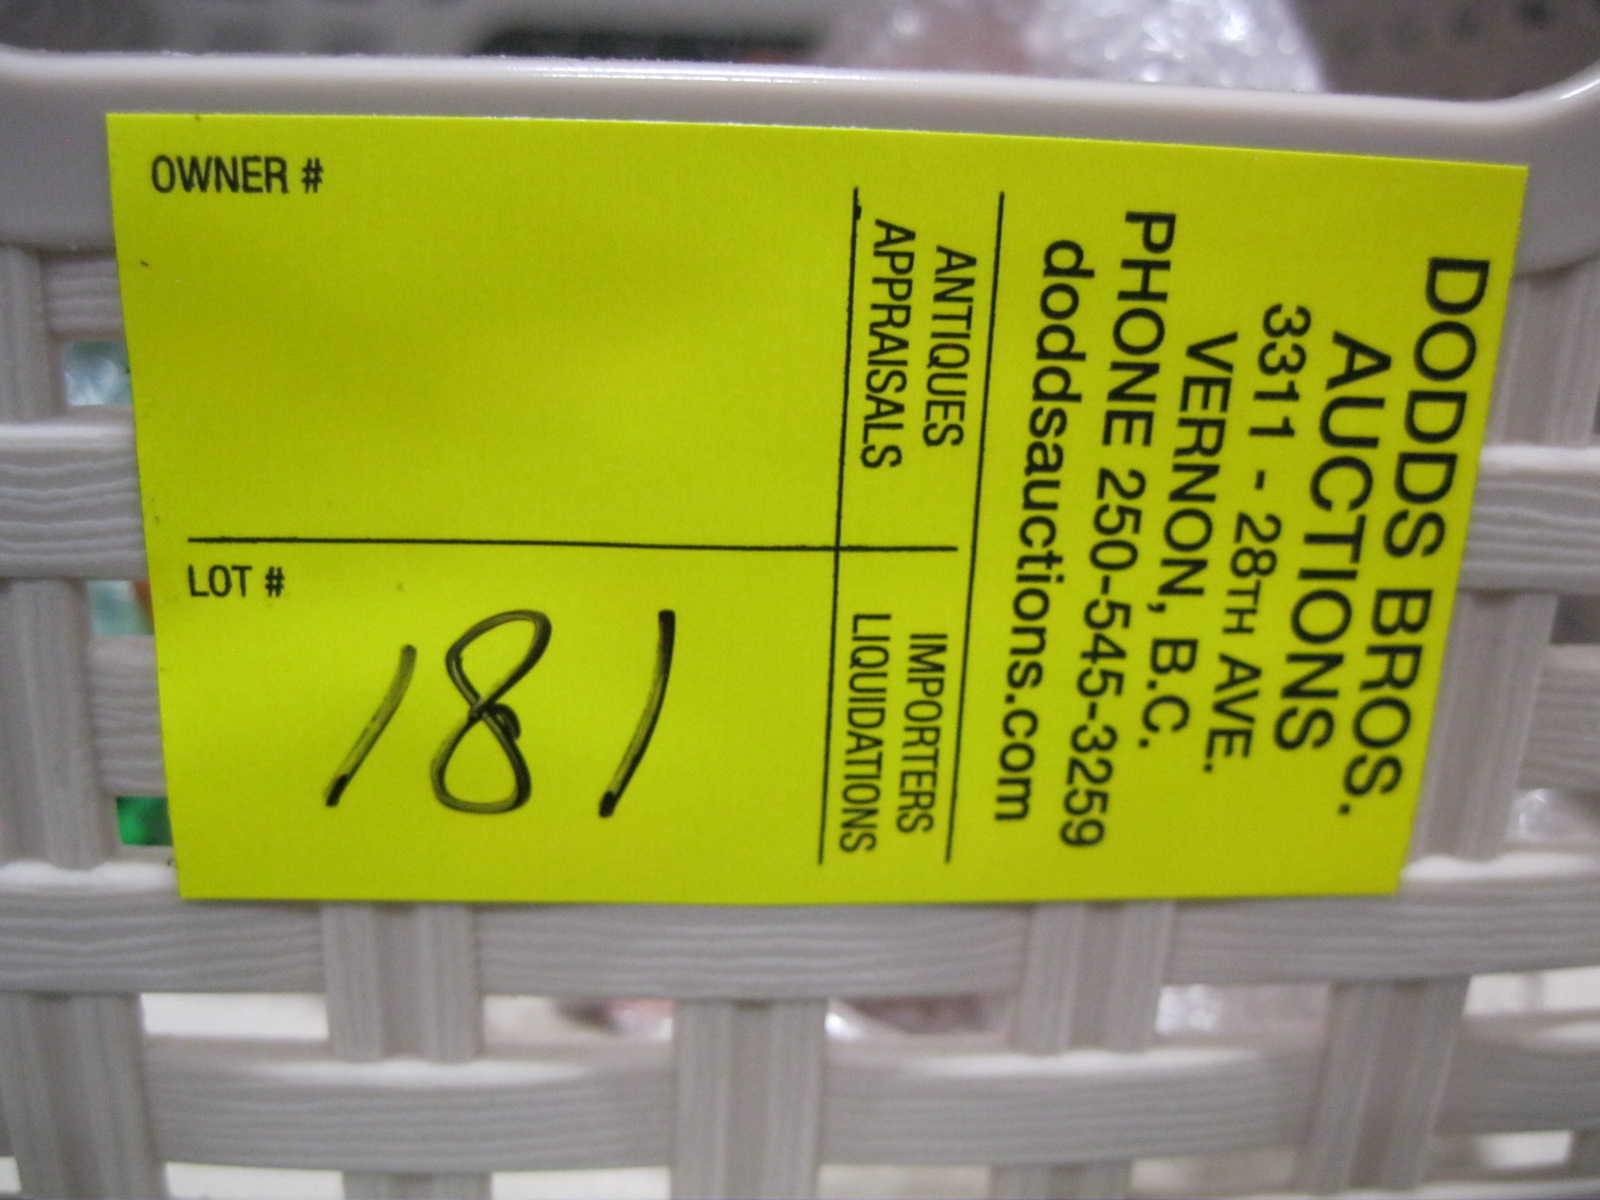 DODDS BROS.
AUCTIONS
3311 - 28TH AVE.
VERNON, B.C.
PHONE 250-545-3259
doddsauctions.com
ANTIQUES
APPRAISALS
IMPORTERS
LIQUIDATIONS
OWNER #
LOT #
181